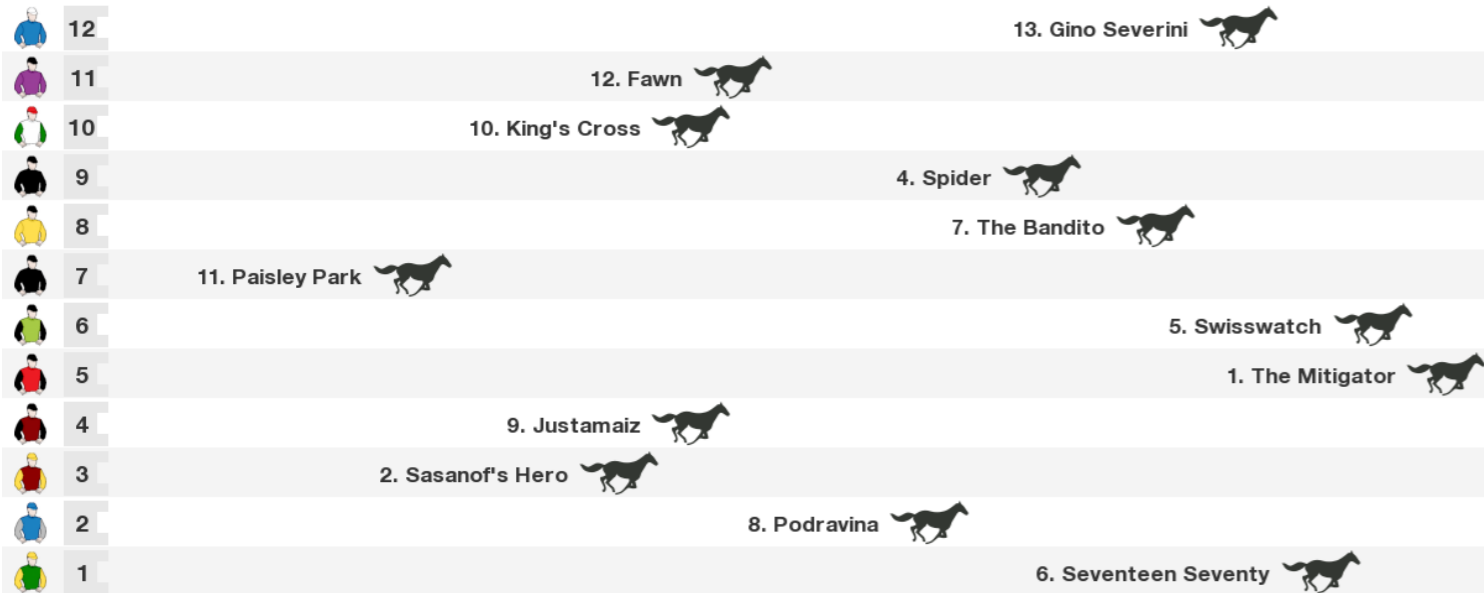 12 13. Gino Severini
11 12. Fawn
10 10. King's Cross
9 4. Spider
8 7. The Bandito
7 11. Paisley Park
6 5. Swisswatch
5 1. The Mitigator
4 9. Justamaiz
3 2. Sasanof's Hero
2 8. Podravina
1 6. Seventeen Seventy